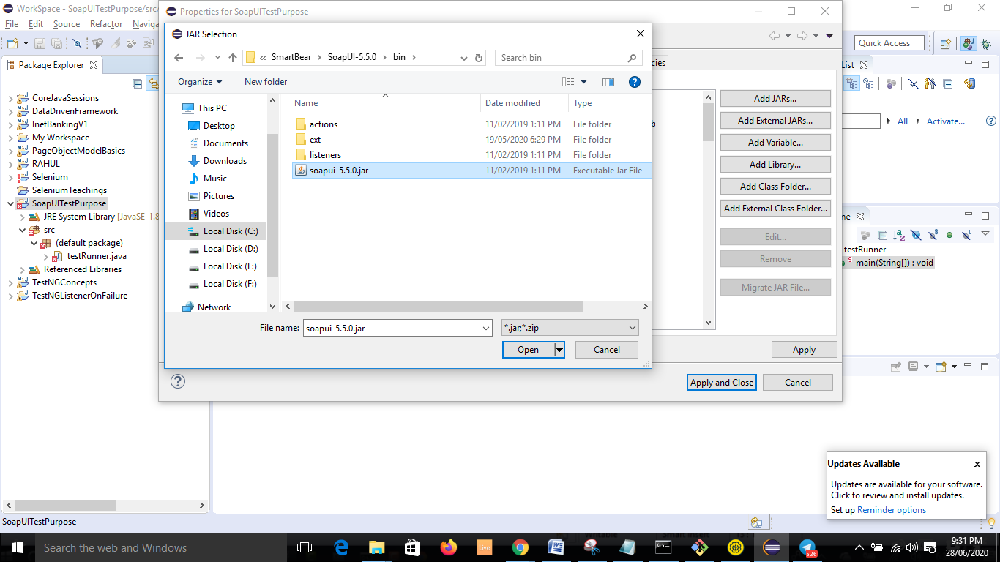 WorkSpace - SoapUITestPurpose/src/
File Edit Source Refactor Naviga
Quick Access
Package Explorer
CoreJavaSessions
DataDrivenFramework
InetBankingV1
My Workspace
PageObjectModelBasics
RAHUL
Selenium
SeleniumTeachings
SoapUITestPurpose
JRE System Library [JavaSE-1.8
src
(default package)
testRunner.java
Referenced Libraries
TestNGConcepts
TestNGListenerOnFailure
Properties for SoapUITestPurpose
JAR Selection
« SmartBear > SoapUI-5.5.0 > bin >
Search bin
Organize New folder
This PC
Desktop
Documents
Downloads
Music
Pictures
Videos
Local Disk (C:)
Local Disk (D:)
Local Disk (E:)
Local Disk (F:)
Network
Name Date modified Type
actions 11/02/2019 1:11 PM File folder
ext 19/05/2020 6:29 PM File folder
listeners 11/02/2019 1:11 PM File folder
soapui-5.5.0.jar 11/02/2019 1:11 PM Executable Jar File
File name: soapui-5.5.0.jar *.jar;*.zip
Open Cancel
cies
Add JARs...
Add External JARs...
Add Variable...
Add Library...
Add Class Folder...
Add External Class Folder...
Edit...
Remove
Migrate JAR File...
Apply
Apply and Close Cancel
List
All Activate...
ne
testRunner
main(String[]) : void
Updates Available
Updates are available for your software.
Click to review and install updates.
Set up Reminder options
SoapUITestPurpose
Writable Smart Insert
Search the web and Windows
Live
526
9:31 PM
28/06/2020